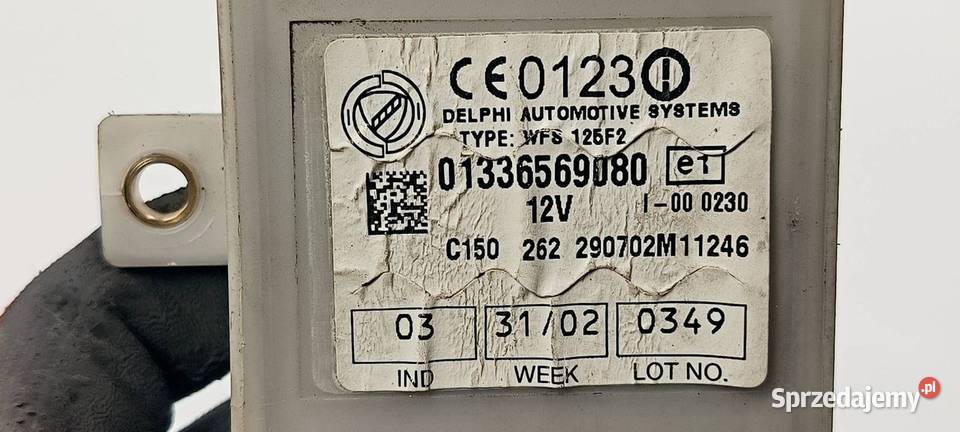 CE0123
DELPHI AUTOMOTIVE SYSTEMS
TYPE: WFS 125F2
01336569080 e1
12V I-00 0230
C150 262 290702M11246
03 31/02 0349
IND WEEK LOT NO.
Sprzedajemy.pl